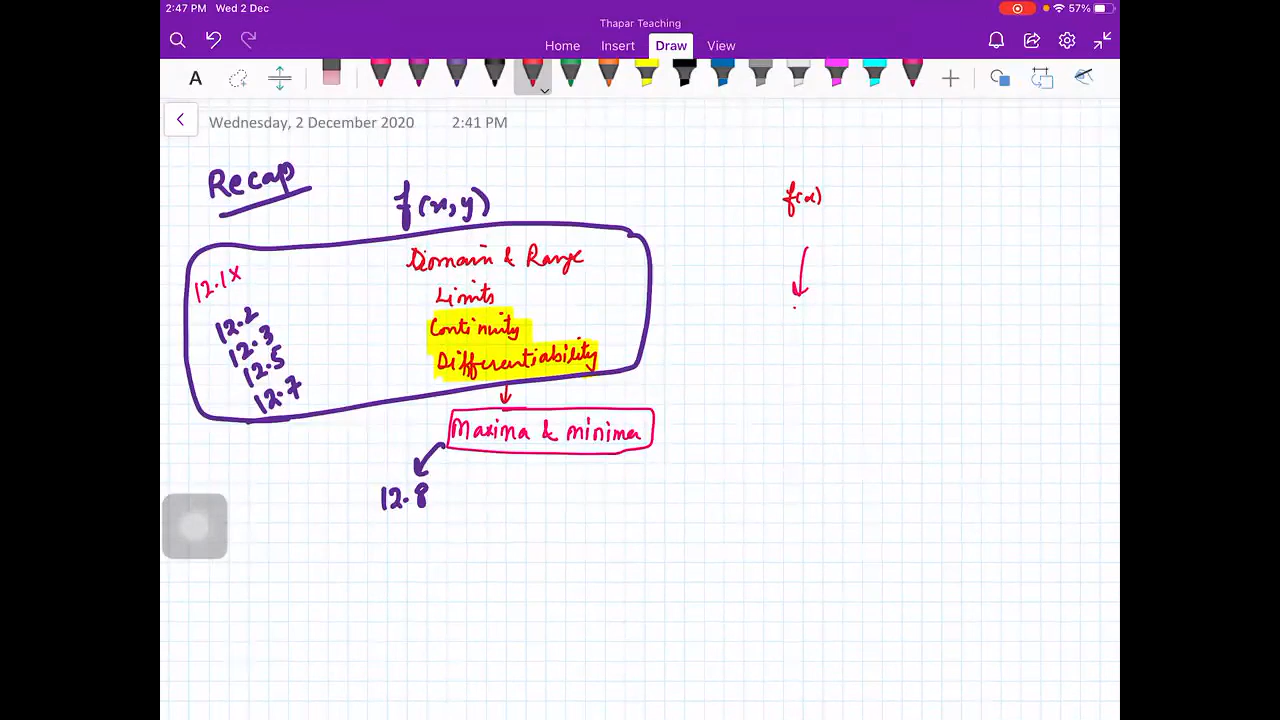 2:47 PM Wed 2 Dec
57%
Thapar Teaching
Home Insert Draw View
A
Wednesday, 2 December 2020 2:41 PM
Recap
f(x,y)
f(x)
Domain & Range
12.1 x
Limits
12.2
Continuity
12.3
Differentiability
12.5
12.7
Maxima & minima
12.8